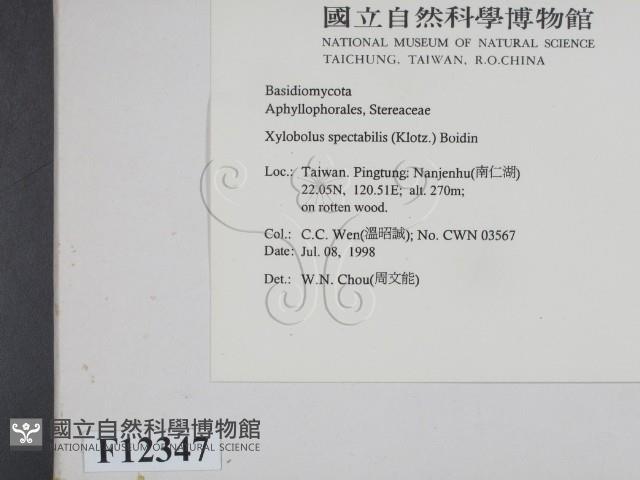 國立自然科學博物館
NATIONAL MUSEUM OF NATURAL SCIENCE
TAICHUNG, TAIWAN, R.O.CHINA
Basidiomycota
Aphyllophorales, Stereaceae
Xylobolus spectabilis (Klotz.) Boidin
Loc.: Taiwan. Pingtung: Nanjenhu(南仁湖)
22.05N, 120.51E; alt. 270m;
on rotten wood.
Col.: C.C. Wen(溫昭誠); No. CWN 03567
Date: Jul. 08, 1998
Det.: W.N. Chou(周文能)
國立自然科學博物館
NATIONAL MUSEUM OF NATURAL SCIENCE
F12347